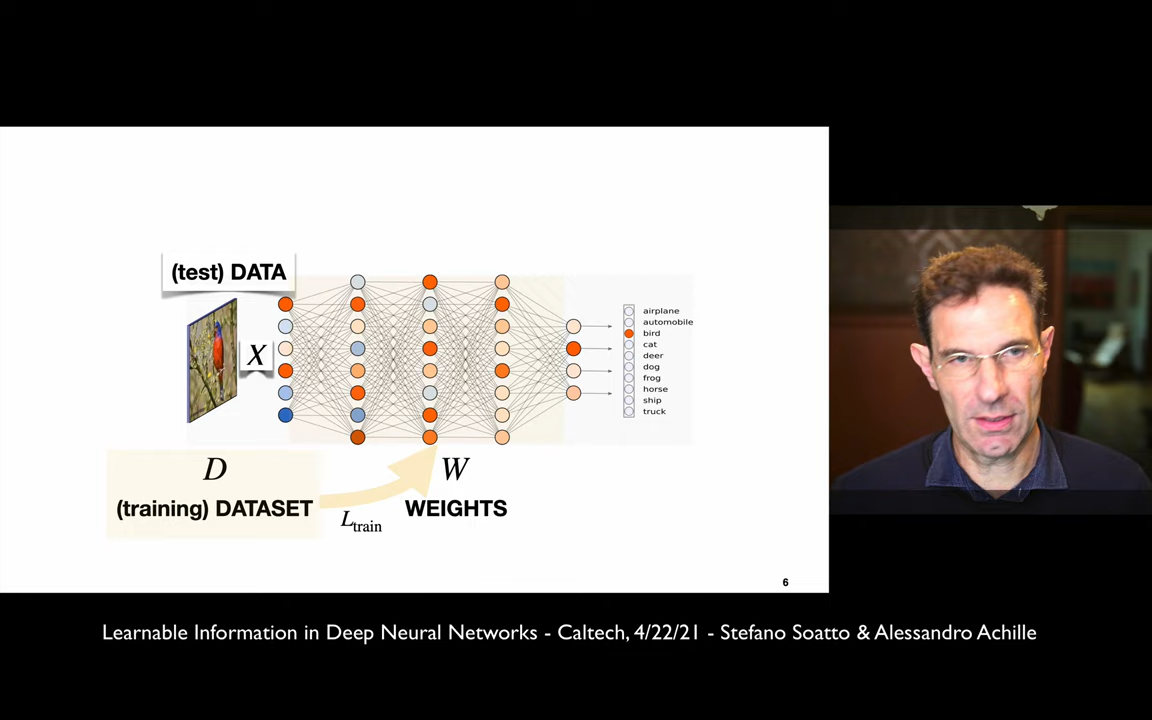 (test) DATA
X
airplane
automobile
bird
cat
deer
dog
frog
horse
ship
truck
D
W
(training) DATASET
L_train
WEIGHTS
6
Learnable Information in Deep Neural Networks - Caltech, 4/22/21 - Stefano Soatto & Alessandro Achille